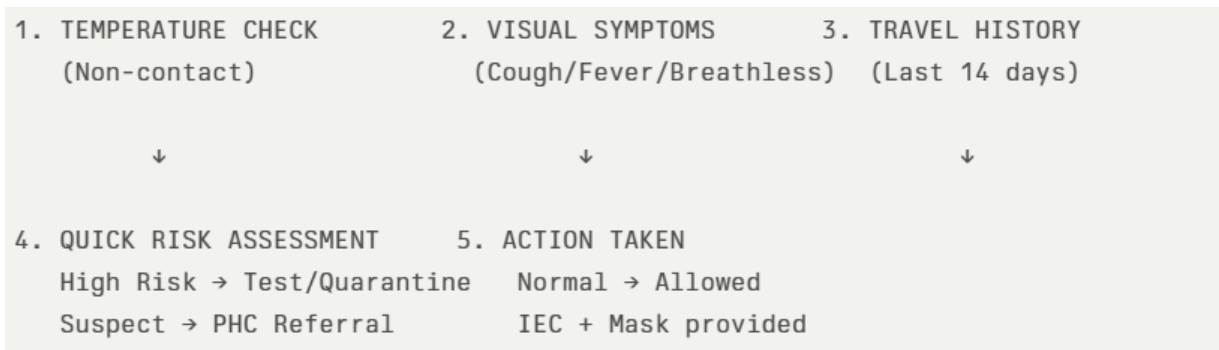 1. TEMPERATURE CHECK 2. VISUAL SYMPTOMS 3. TRAVEL HISTORY
(Non-contact) (Cough/Fever/Breathless) (Last 14 days)
↓ ↓ ↓
4. QUICK RISK ASSESSMENT 5. ACTION TAKEN
High Risk → Test/Quarantine Normal → Allowed
Suspect → PHC Referral IEC + Mask provided